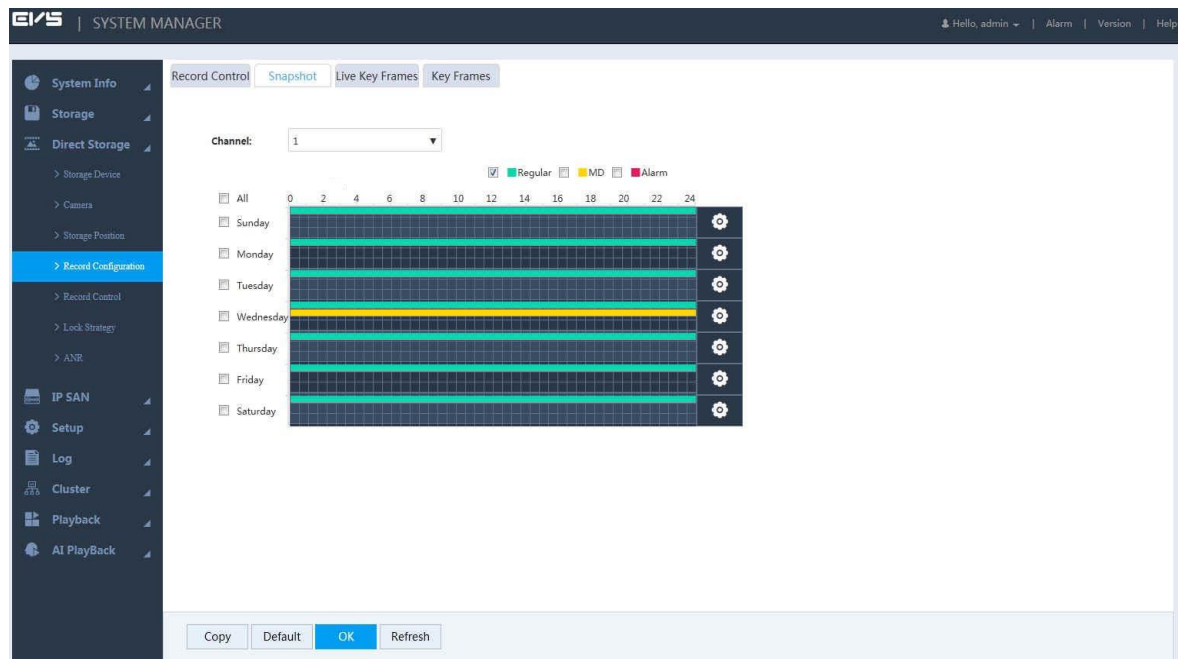 EIVS | SYSTEM MANAGER
Hello, admin | Alarm | Version | Help
System Info
Storage
Direct Storage
> Storage Device
> Camera
> Storage Position
> Record Configuration
> Record Control
> Lock Strategy
> ANR
IP SAN
Setup
Log
Cluster
Playback
AI PlayBack
Record Control Snapshot Live Key Frames Key Frames
Channel: 1
Regular MD Alarm
All 0 2 4 6 8 10 12 14 16 18 20 22 24
Sunday
Monday
Tuesday
Wednesday
Thursday
Friday
Saturday
Copy Default OK Refresh